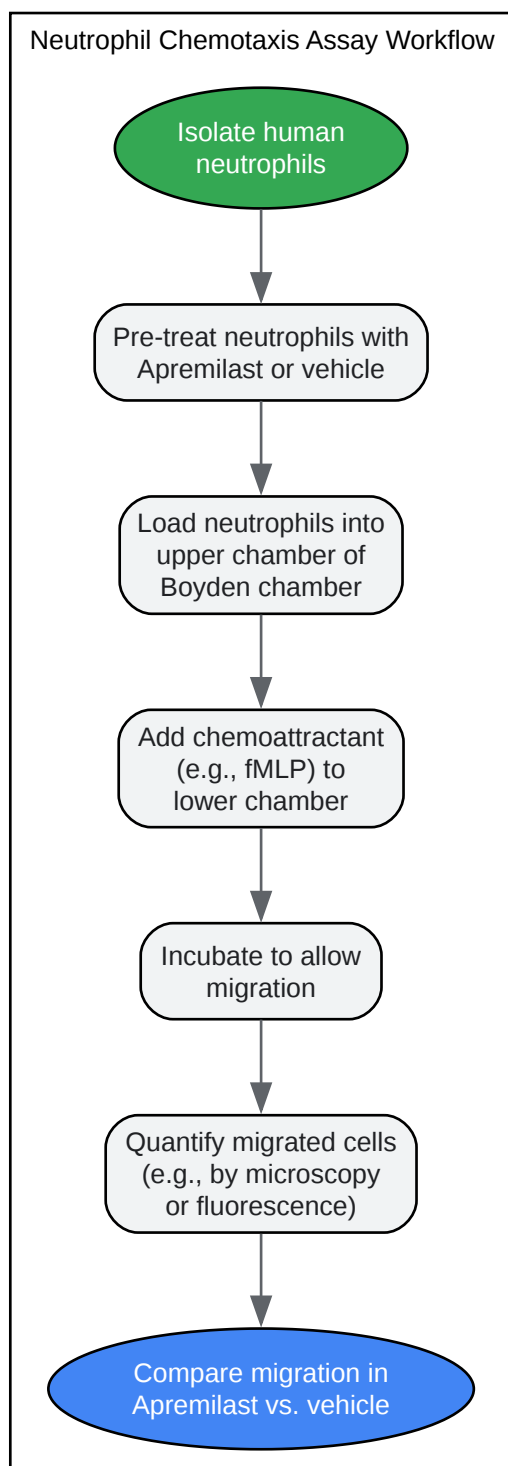 Neutrophil Chemotaxis Assay Workflow
Isolate human
neutrophils
Pre-treat neutrophils with
Apremilast or vehicle
Load neutrophils into
upper chamber of
Boyden chamber
Add chemoattractant
(e.g., fMLP) to
lower chamber
Incubate to allow
migration
Quantify migrated cells
(e.g., by microscopy
or fluorescence)
Compare migration in
Apremilast vs. vehicle